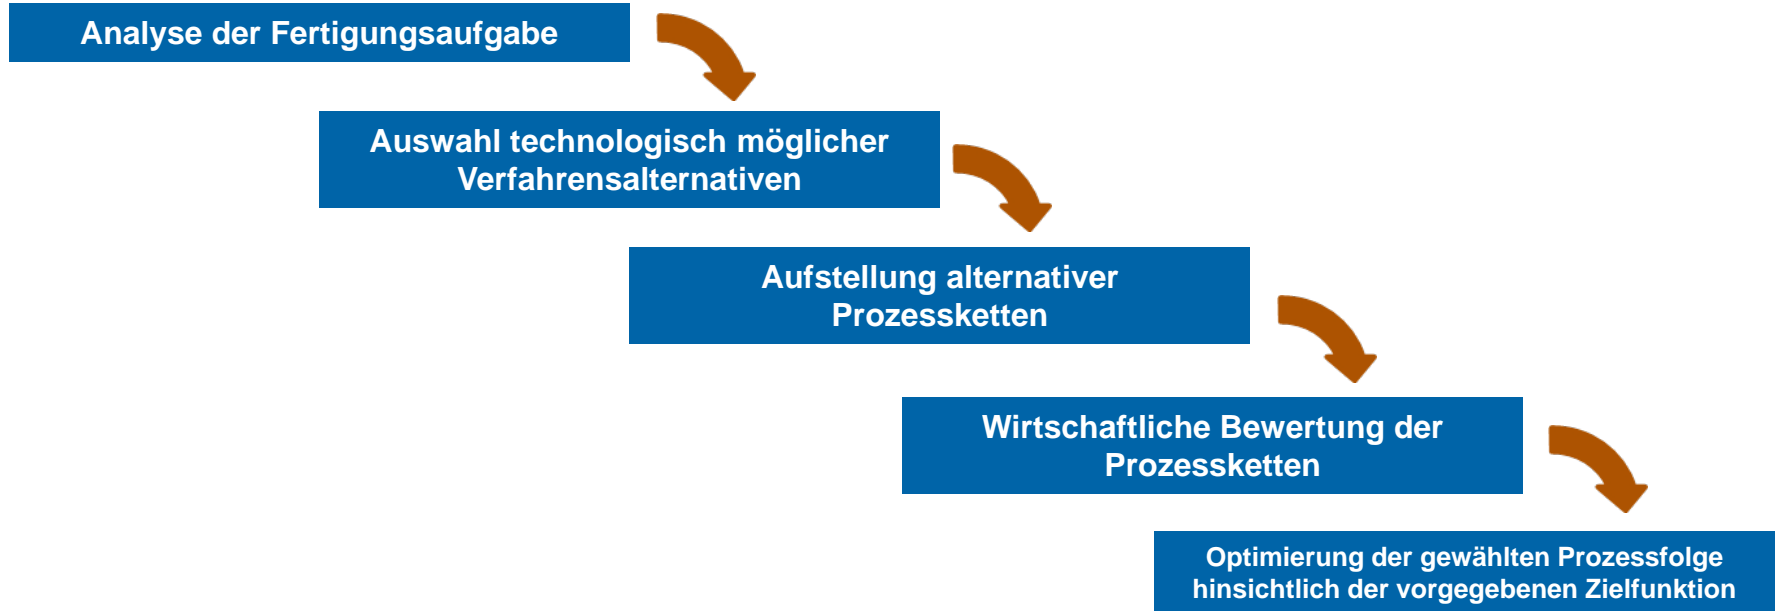 Analyse der Fertigungsaufgabe
Auswahl technologisch möglicher
Verfahrensalternativen
Aufstellung alternativer
Prozessketten
Wirtschaftliche Bewertung der
Prozessketten
Optimierung der gewählten Prozessfolge
hinsichtlich der vorgegebenen Zielfunktion